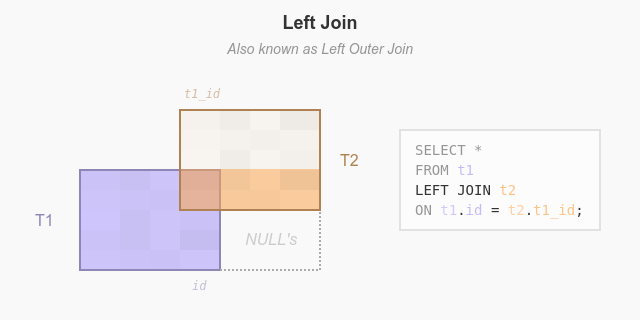 Left Join
Also known as Left Outer Join
t1_id
T2
T1
NULL's
id
SELECT *
FROM t1
LEFT JOIN t2
ON t1.id = t2.t1_id;